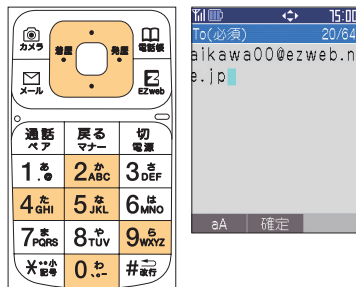 カメラ
着歴
発歴
電話帳
メール
E
EZweb
通話
ペア
戻る
マナー
切
電源
1 .@ あ
2 か ABC
3 さ DEF
4 た GHI
5 な JKL
6 は MNO
7 ま PQRS
8 や TUV
9 ら WXYZ
* 小 記号
0 わ 、。-
# 改行
15:00
To(必須) 20/64
aikawa00@ezweb.n
e.jp
aA 確定